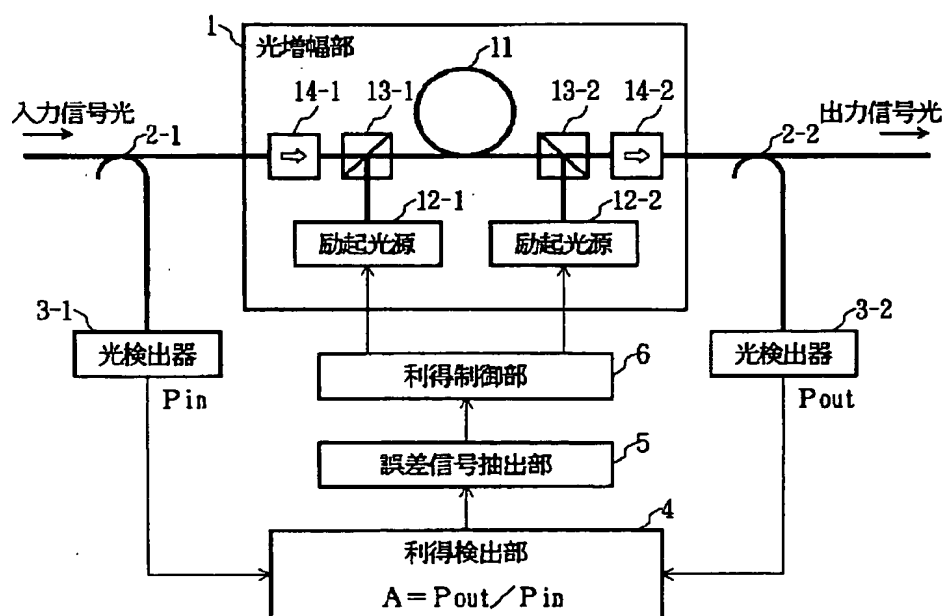 1
光増幅部
11
14-1
13-1
13-2
14-2
入力信号光
出力信号光
2-1
2-2
12-1
12-2
励起光源
励起光源
3-1
3-2
光検出器
光検出器
6
利得制御部
Pin
Pout
5
誤差信号抽出部
4
利得検出部
A=Pout/Pin